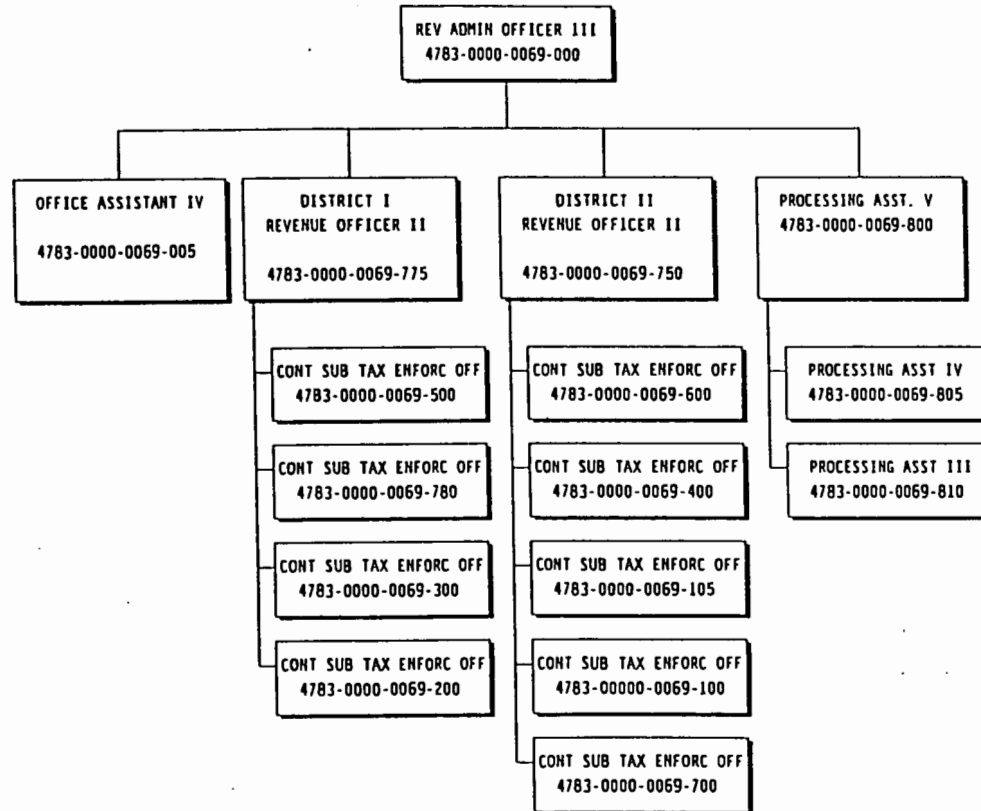 REV ADMIN OFFICER III
4783-0000-0069-000
OFFICE ASSISTANT IV
4783-0000-0069-005
DISTRICT I
REVENUE OFFICER II
4783-0000-0069-775
DISTRICT II
REVENUE OFFICER II
4783-0000-0069-750
PROCESSING ASST. V
4783-0000-0069-800
CONT SUB TAX ENFORC OFF
4783-0000-0069-500
CONT SUB TAX ENFORC OFF
4783-0000-0069-780
CONT SUB TAX ENFORC OFF
4783-0000-0069-300
CONT SUB TAX ENFORC OFF
4783-0000-0069-200
CONT SUB TAX ENFORC OFF
4783-0000-0069-600
CONT SUB TAX ENFORC OFF
4783-0000-0069-400
CONT SUB TAX ENFORC OFF
4783-0000-0069-105
CONT SUB TAX ENFORC OFF
4783-00000-0069-100
CONT SUB TAX ENFORC OFF
4783-0000-0069-700
PROCESSING ASST IV
4783-0000-0069-805
PROCESSING ASST III
4783-0000-0069-810